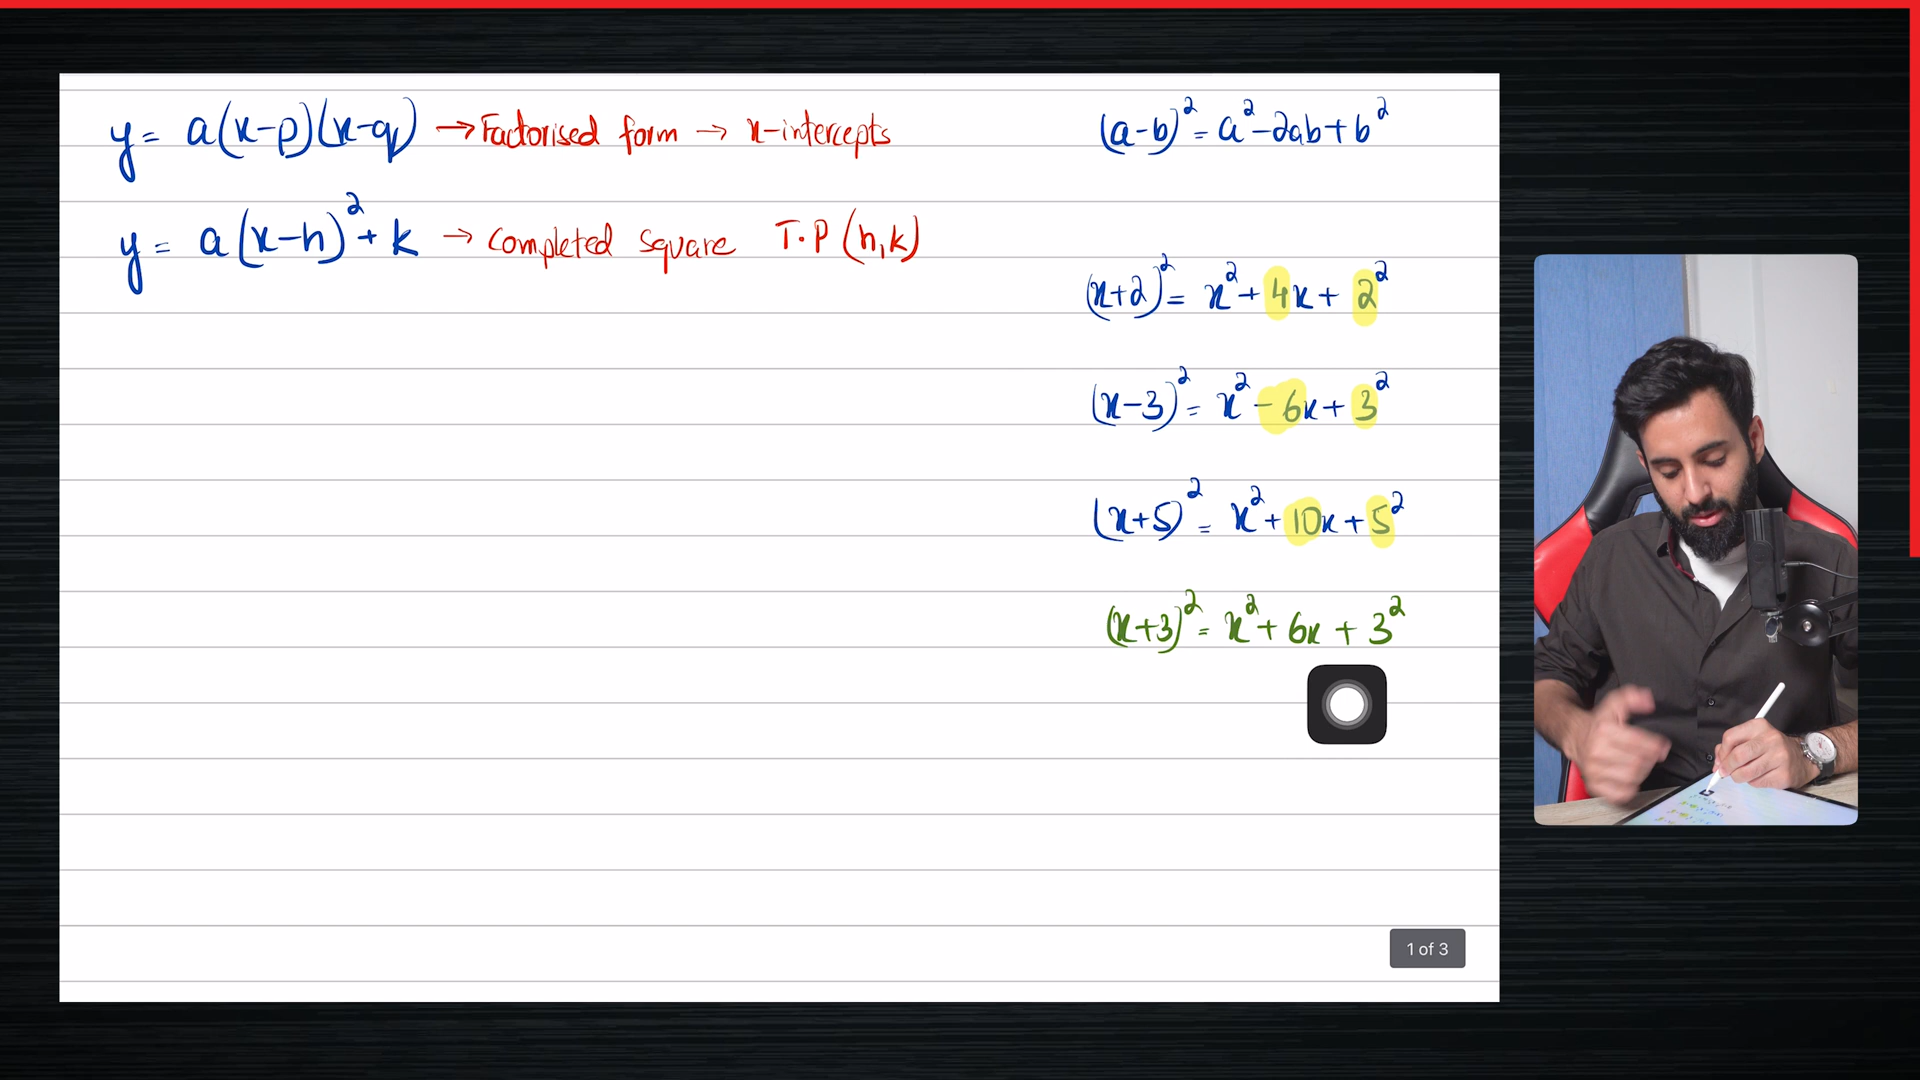 y = a(x-p)(x-q) → Factorised form → x-intercepts
y = a(x-h)² + k → completed square T.P (h,k)
(a-b)² = a² - 2ab + b²
(x+2)² = x² + 4x + 2²
(x-3)² = x² - 6x + 3²
(x+5)² = x² + 10x + 5²
(x+3)² = x² + 6x + 3²
1 of 3